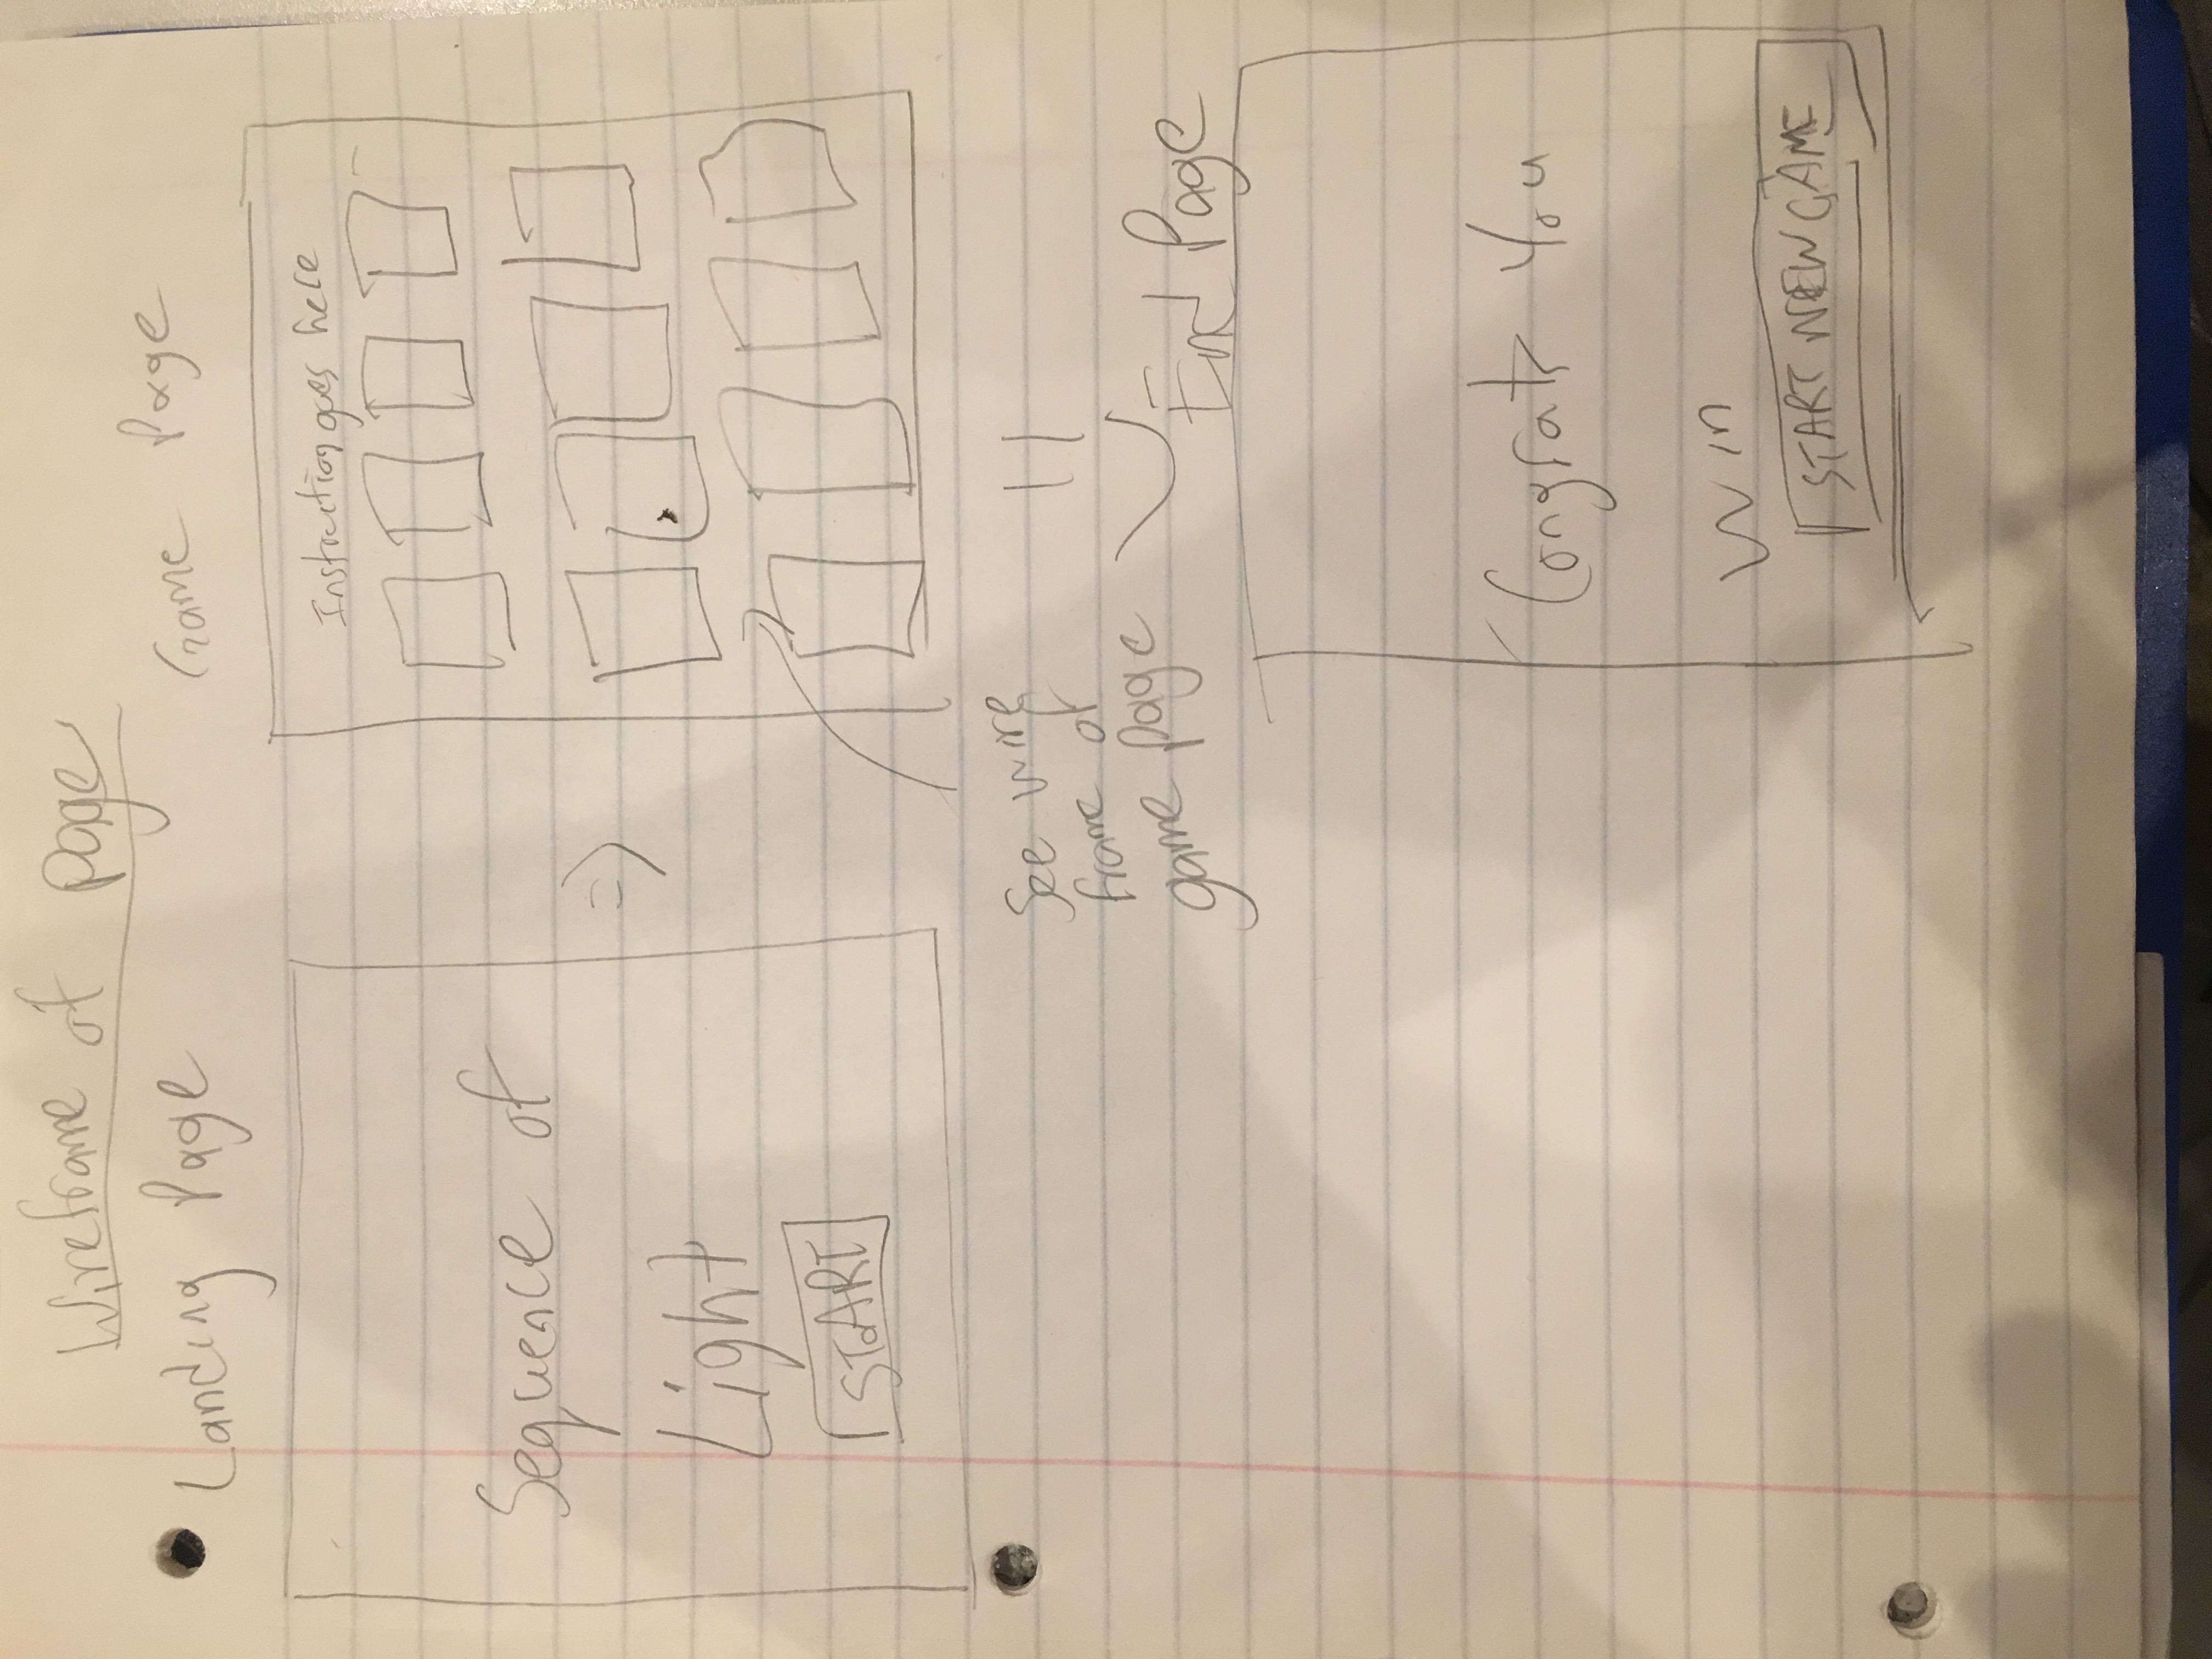 Wireframe of page
Landing Page
Sequence of
Light
START
Game Page
Instruction goes here
See wire
frame of
game page
End Page
Congrats You
Win
START NEW GAME